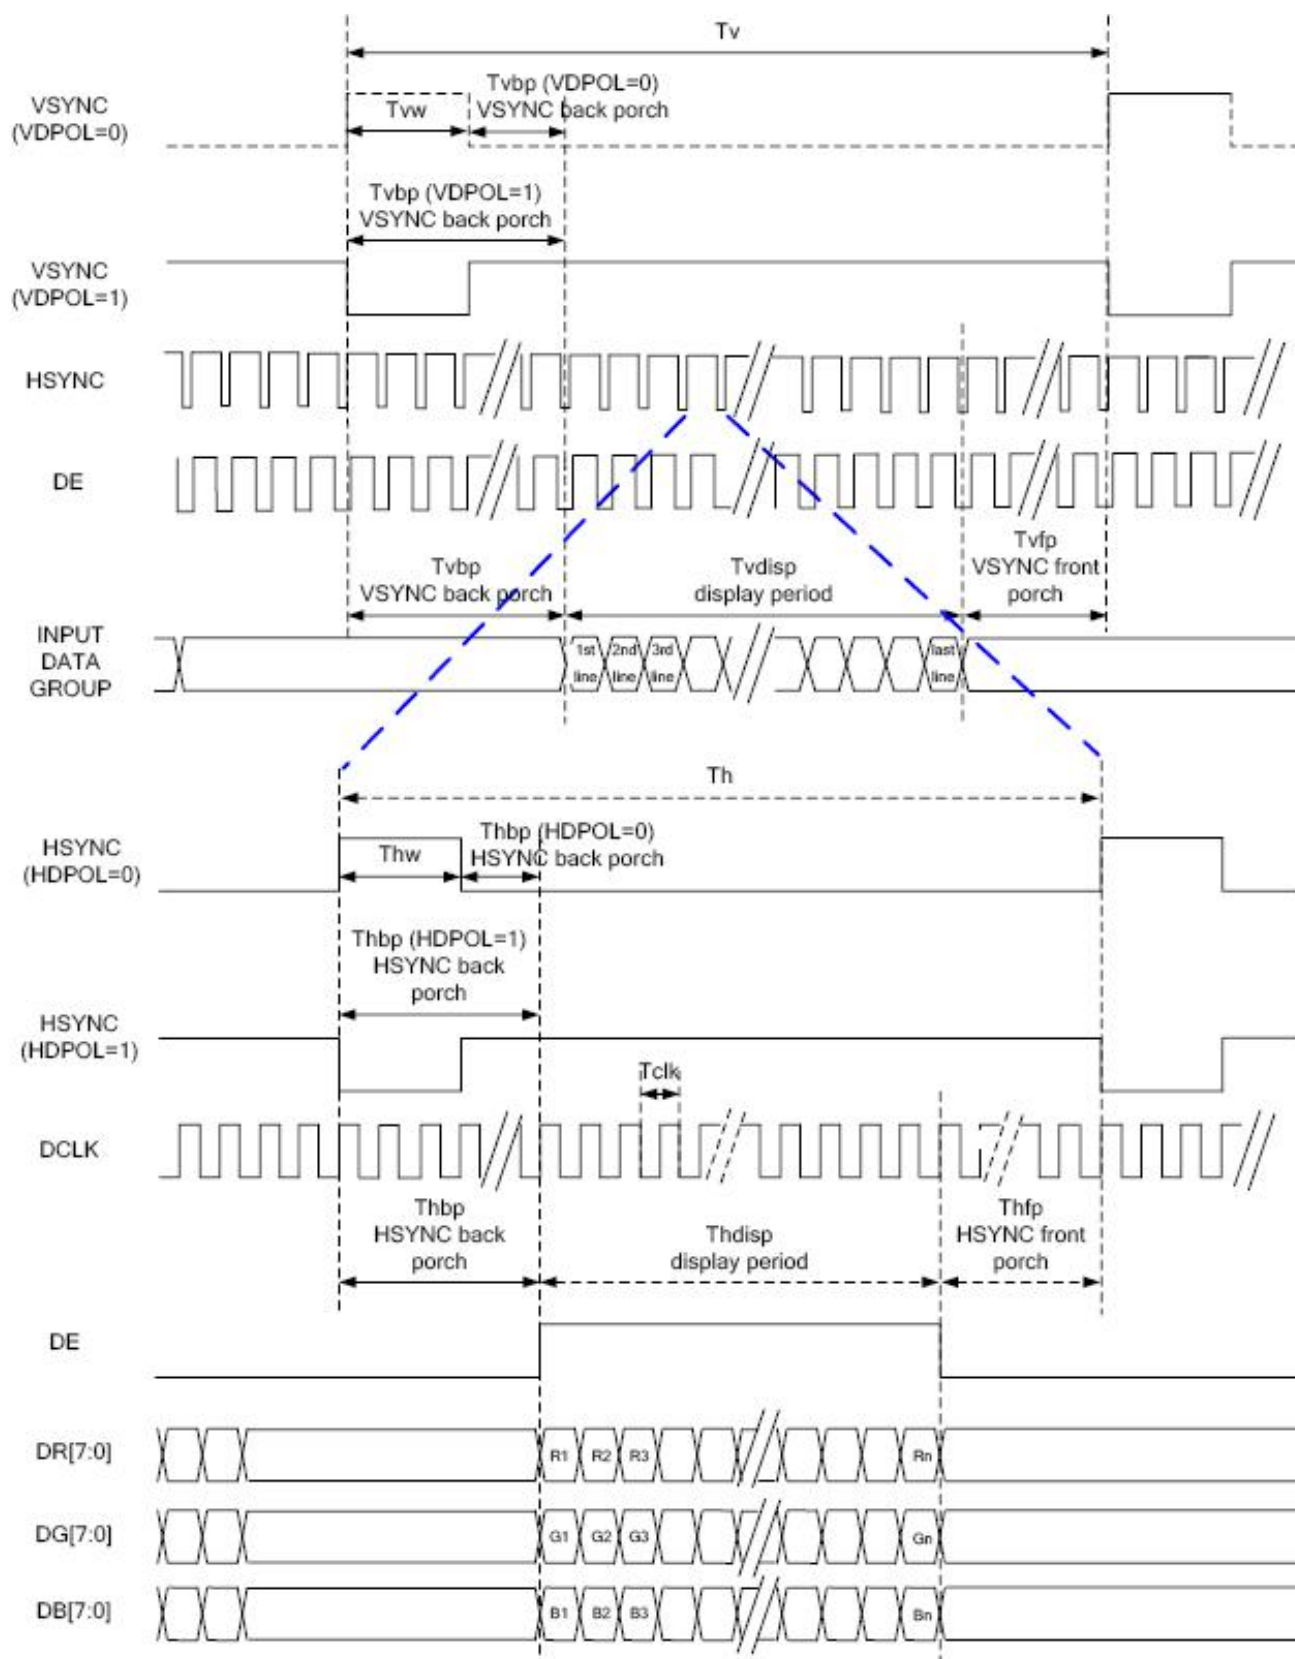 Tv
VSYNC
(VDPOL=0)
Tvw
Tvbp (VDPOL=0)
VSYNC back porch
Tvbp (VDPOL=1)
VSYNC back porch
VSYNC
(VDPOL=1)
HSYNC
DE
Tvbp
VSYNC back porch
Tvdisp
display period
Tvfp
VSYNC front
porch
INPUT
DATA
GROUP
1st
line
2nd
line
3rd
line
last
line
Th
HSYNC
(HDPOL=0)
Thw
Thbp (HDPOL=0)
HSYNC back porch
Thbp (HDPOL=1)
HSYNC back
porch
HSYNC
(HDPOL=1)
Tclk
DCLK
Thbp
HSYNC back
porch
Thdisp
display period
Thfp
HSYNC front
porch
DE
DR[7:0]
R1 R2 R3 Rn
DG[7:0]
G1 G2 G3 Gn
DB[7:0]
B1 B2 B3 Bn